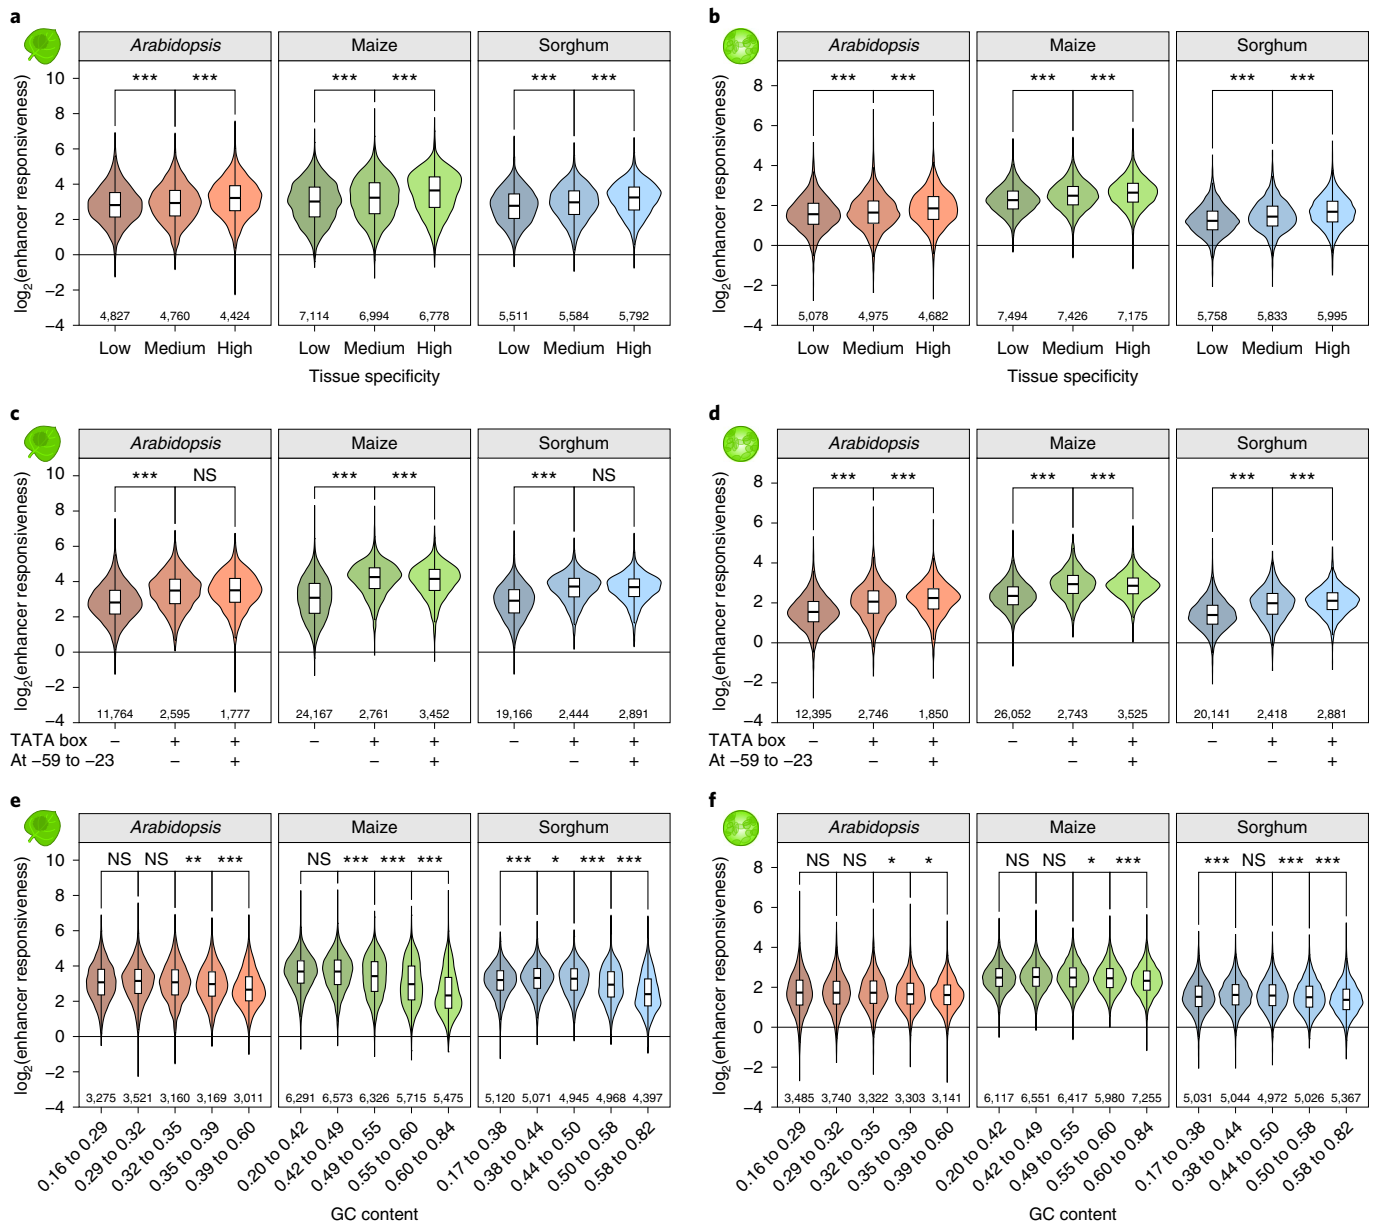 a
Arabidopsis Maize Sorghum
log2(enhancer responsiveness)
10
8
6
4
2
0
−2
−4
*** *** *** *** *** ***
4,827 4,760 4,424 7,114 6,994 6,778 5,511 5,584 5,792
Low Medium High Low Medium High Low Medium High
Tissue specificity
b
Arabidopsis Maize Sorghum
log2(enhancer responsiveness)
8
6
4
2
0
−2
−4
*** *** *** *** *** ***
5,078 4,975 4,682 7,494 7,426 7,175 5,758 5,833 5,995
Low Medium High Low Medium High Low Medium High
Tissue specificity
c
Arabidopsis Maize Sorghum
log2(enhancer responsiveness)
10
8
6
4
2
0
−2
−4
*** NS *** *** *** NS
11,764 2,595 1,777 24,167 2,761 3,452 19,166 2,444 2,891
TATA box − + + − + + − + +
At −59 to −23 − + − + − +
d
Arabidopsis Maize Sorghum
log2(enhancer responsiveness)
8
6
4
2
0
−2
−4
*** *** *** *** *** ***
12,395 2,746 1,850 26,052 2,743 3,525 20,141 2,418 2,881
TATA box − + + − + + − + +
At −59 to −23 − + − + − +
e
Arabidopsis Maize Sorghum
log2(enhancer responsiveness)
10
8
6
4
2
0
−2
−4
NS NS ** *** NS *** *** *** *** * *** ***
3,275 3,521 3,160 3,169 3,011 6,291 6,573 6,326 5,715 5,475 5,120 5,071 4,945 4,968 4,397
0.16 to 0.29
0.29 to 0.32
0.32 to 0.35
0.35 to 0.39
0.39 to 0.60
0.20 to 0.42
0.42 to 0.49
0.49 to 0.55
0.55 to 0.60
0.60 to 0.84
0.17 to 0.38
0.38 to 0.44
0.44 to 0.50
0.50 to 0.58
0.58 to 0.82
GC content
f
Arabidopsis Maize Sorghum
log2(enhancer responsiveness)
8
6
4
2
0
−2
−4
NS NS * * NS NS * *** *** NS *** ***
3,485 3,740 3,322 3,303 3,141 6,117 6,551 6,417 5,980 7,255 5,031 5,044 4,972 5,026 5,367
0.16 to 0.29
0.29 to 0.32
0.32 to 0.35
0.35 to 0.39
0.39 to 0.60
0.20 to 0.42
0.42 to 0.49
0.49 to 0.55
0.55 to 0.60
0.60 to 0.84
0.17 to 0.38
0.38 to 0.44
0.44 to 0.50
0.50 to 0.58
0.58 to 0.82
GC content